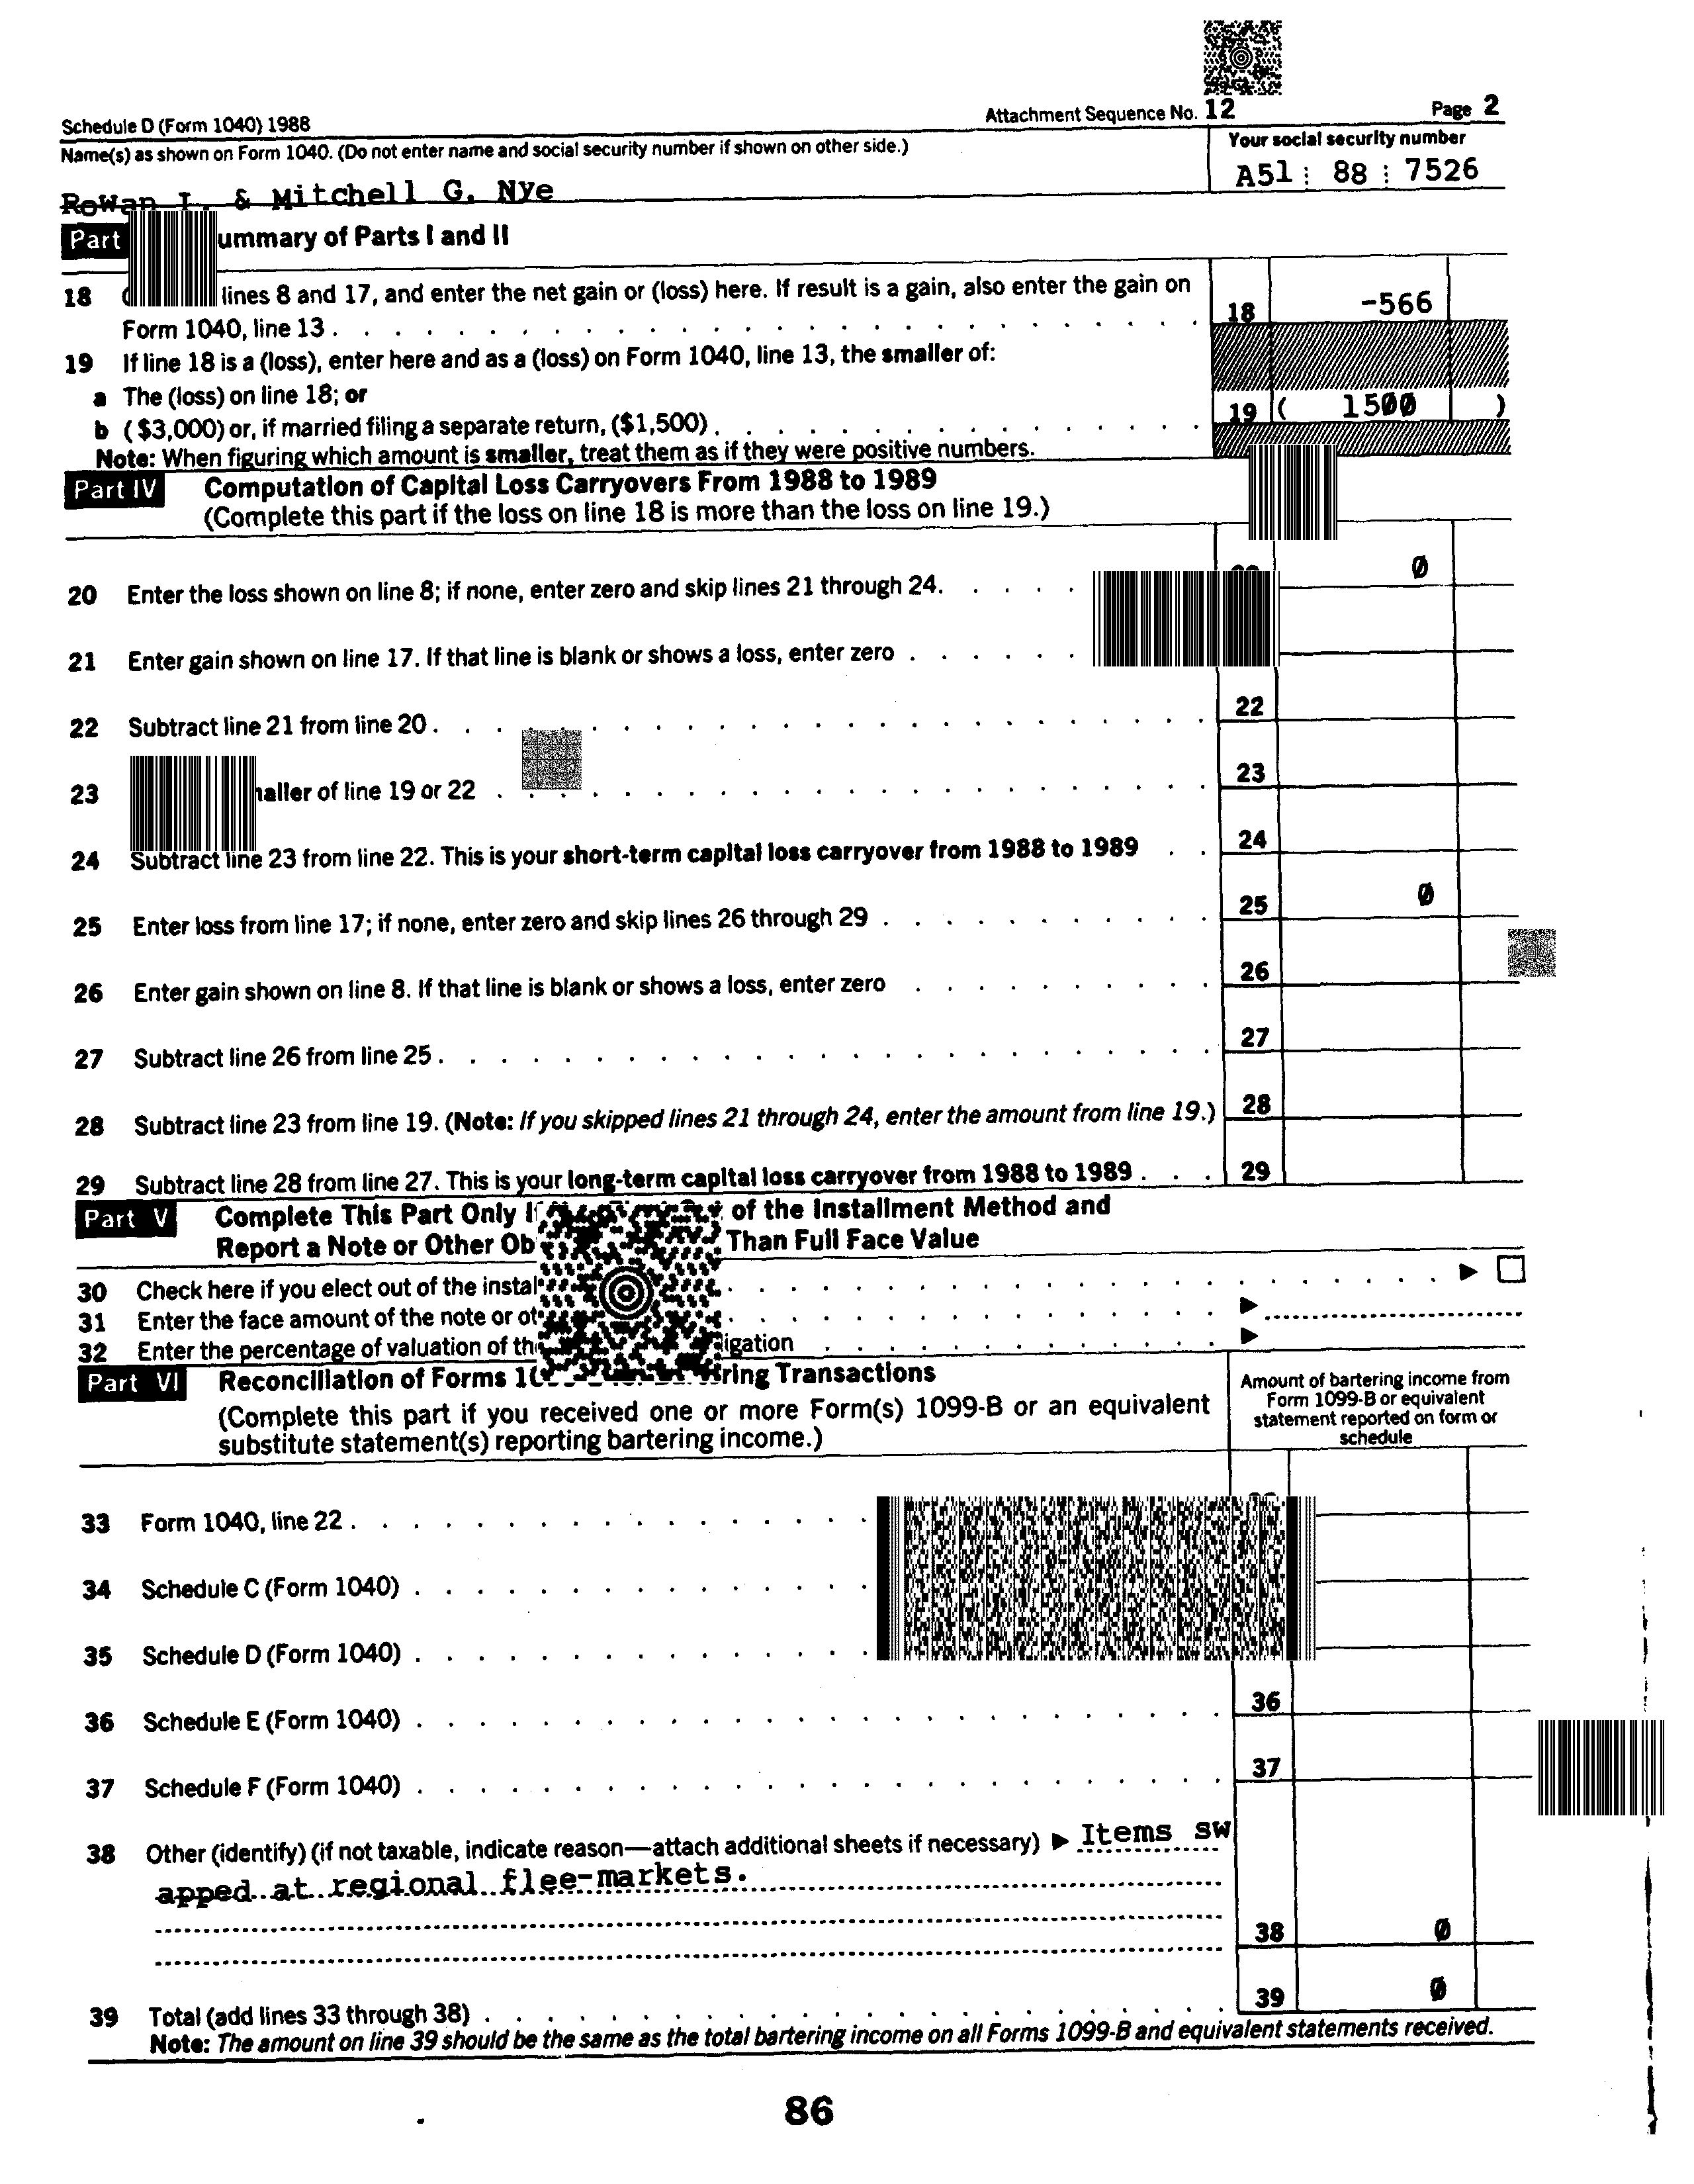 Schedule D (Form 1040) 1988 Attachment Sequence No. 12 Page 2
Name(s) as shown on Form 1040. (Do not enter name and social security number if shown on other side.) Your social security number
Rowan I. & Mitchell G. Nye A51 88 7526
Part ummary of Parts I and II
18 lines 8 and 17, and enter the net gain or (loss) here. If result is a gain, also enter the gain on
Form 1040, line 13 . 18 -566
19 If line 18 is a (loss), enter here and as a (loss) on Form 1040, line 13, the smaller of:
a The (loss) on line 18; or
b ($3,000) or, if married filing a separate return, ($1,500) . 19 ( 1500 )
Note: When figuring which amount is smaller, treat them as if they were positive numbers.
Part IV Computation of Capital Loss Carryovers From 1988 to 1989
(Complete this part if the loss on line 18 is more than the loss on line 19.)
20 Enter the loss shown on line 8; if none, enter zero and skip lines 21 through 24. 0
21 Enter gain shown on line 17. If that line is blank or shows a loss, enter zero
22 Subtract line 21 from line 20 . 22
23 aller of line 19 or 22 . 23
24 Subtract line 23 from line 22. This is your short-term capital loss carryover from 1988 to 1989 24
25 Enter loss from line 17; if none, enter zero and skip lines 26 through 29 . 25 0
26 Enter gain shown on line 8. If that line is blank or shows a loss, enter zero 26
27 Subtract line 26 from line 25 . 27
28 Subtract line 23 from line 19. (Note: If you skipped lines 21 through 24, enter the amount from line 19.) 28
29 Subtract line 28 from line 27. This is your long-term capital loss carryover from 1988 to 1989 . 29
Part V Complete This Part Only of the Installment Method and
Report a Note or Other Ob Than Full Face Value
30 Check here if you elect out of the instal
31 Enter the face amount of the note or ot
32 Enter the percentage of valuation of th igation
Part VI Reconciliation of Forms ring Transactions
(Complete this part if you received one or more Form(s) 1099-B or an equivalent
substitute statement(s) reporting bartering income.)
Amount of bartering income from
Form 1099-B or equivalent
statement reported on form or
schedule
33 Form 1040, line 22 .
34 Schedule C (Form 1040) .
35 Schedule D (Form 1040) .
36 Schedule E (Form 1040) . 36
37 Schedule F (Form 1040) . 37
38 Other (identify) (if not taxable, indicate reason—attach additional sheets if necessary) ▶ Items sw
apped at regional flee-markets.
38 0
39 Total (add lines 33 through 38) . 39 0
Note: The amount on line 39 should be the same as the total bartering income on all Forms 1099-B and equivalent statements received.
86